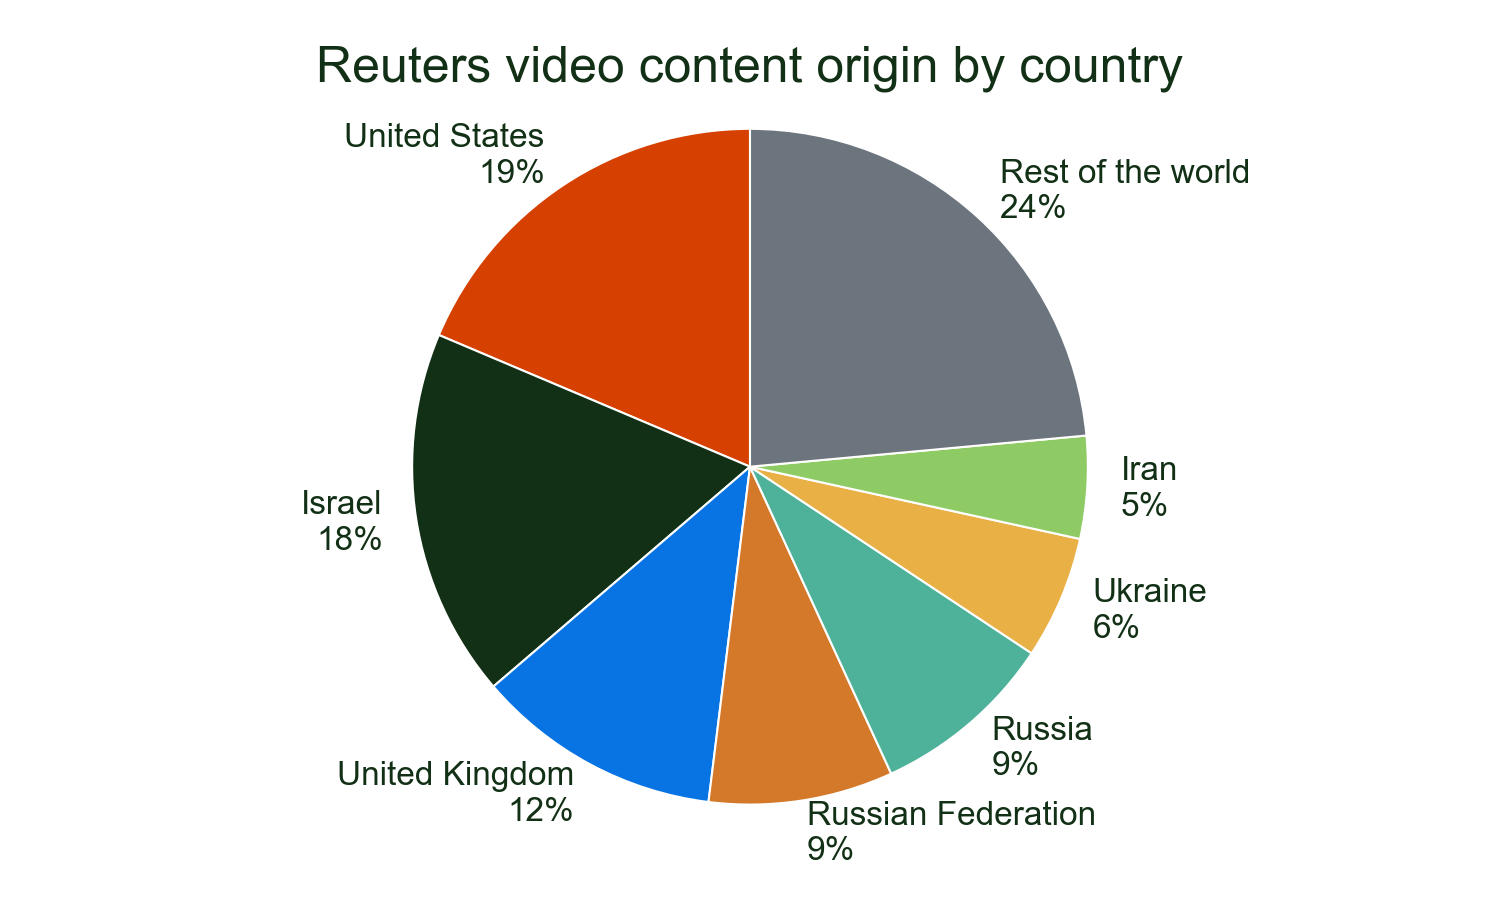 Reuters video content origin by country
United States
19%
Rest of the world
24%
Israel
18%
Iran
5%
Ukraine
6%
Russia
9%
United Kingdom
12%
Russian Federation
9%